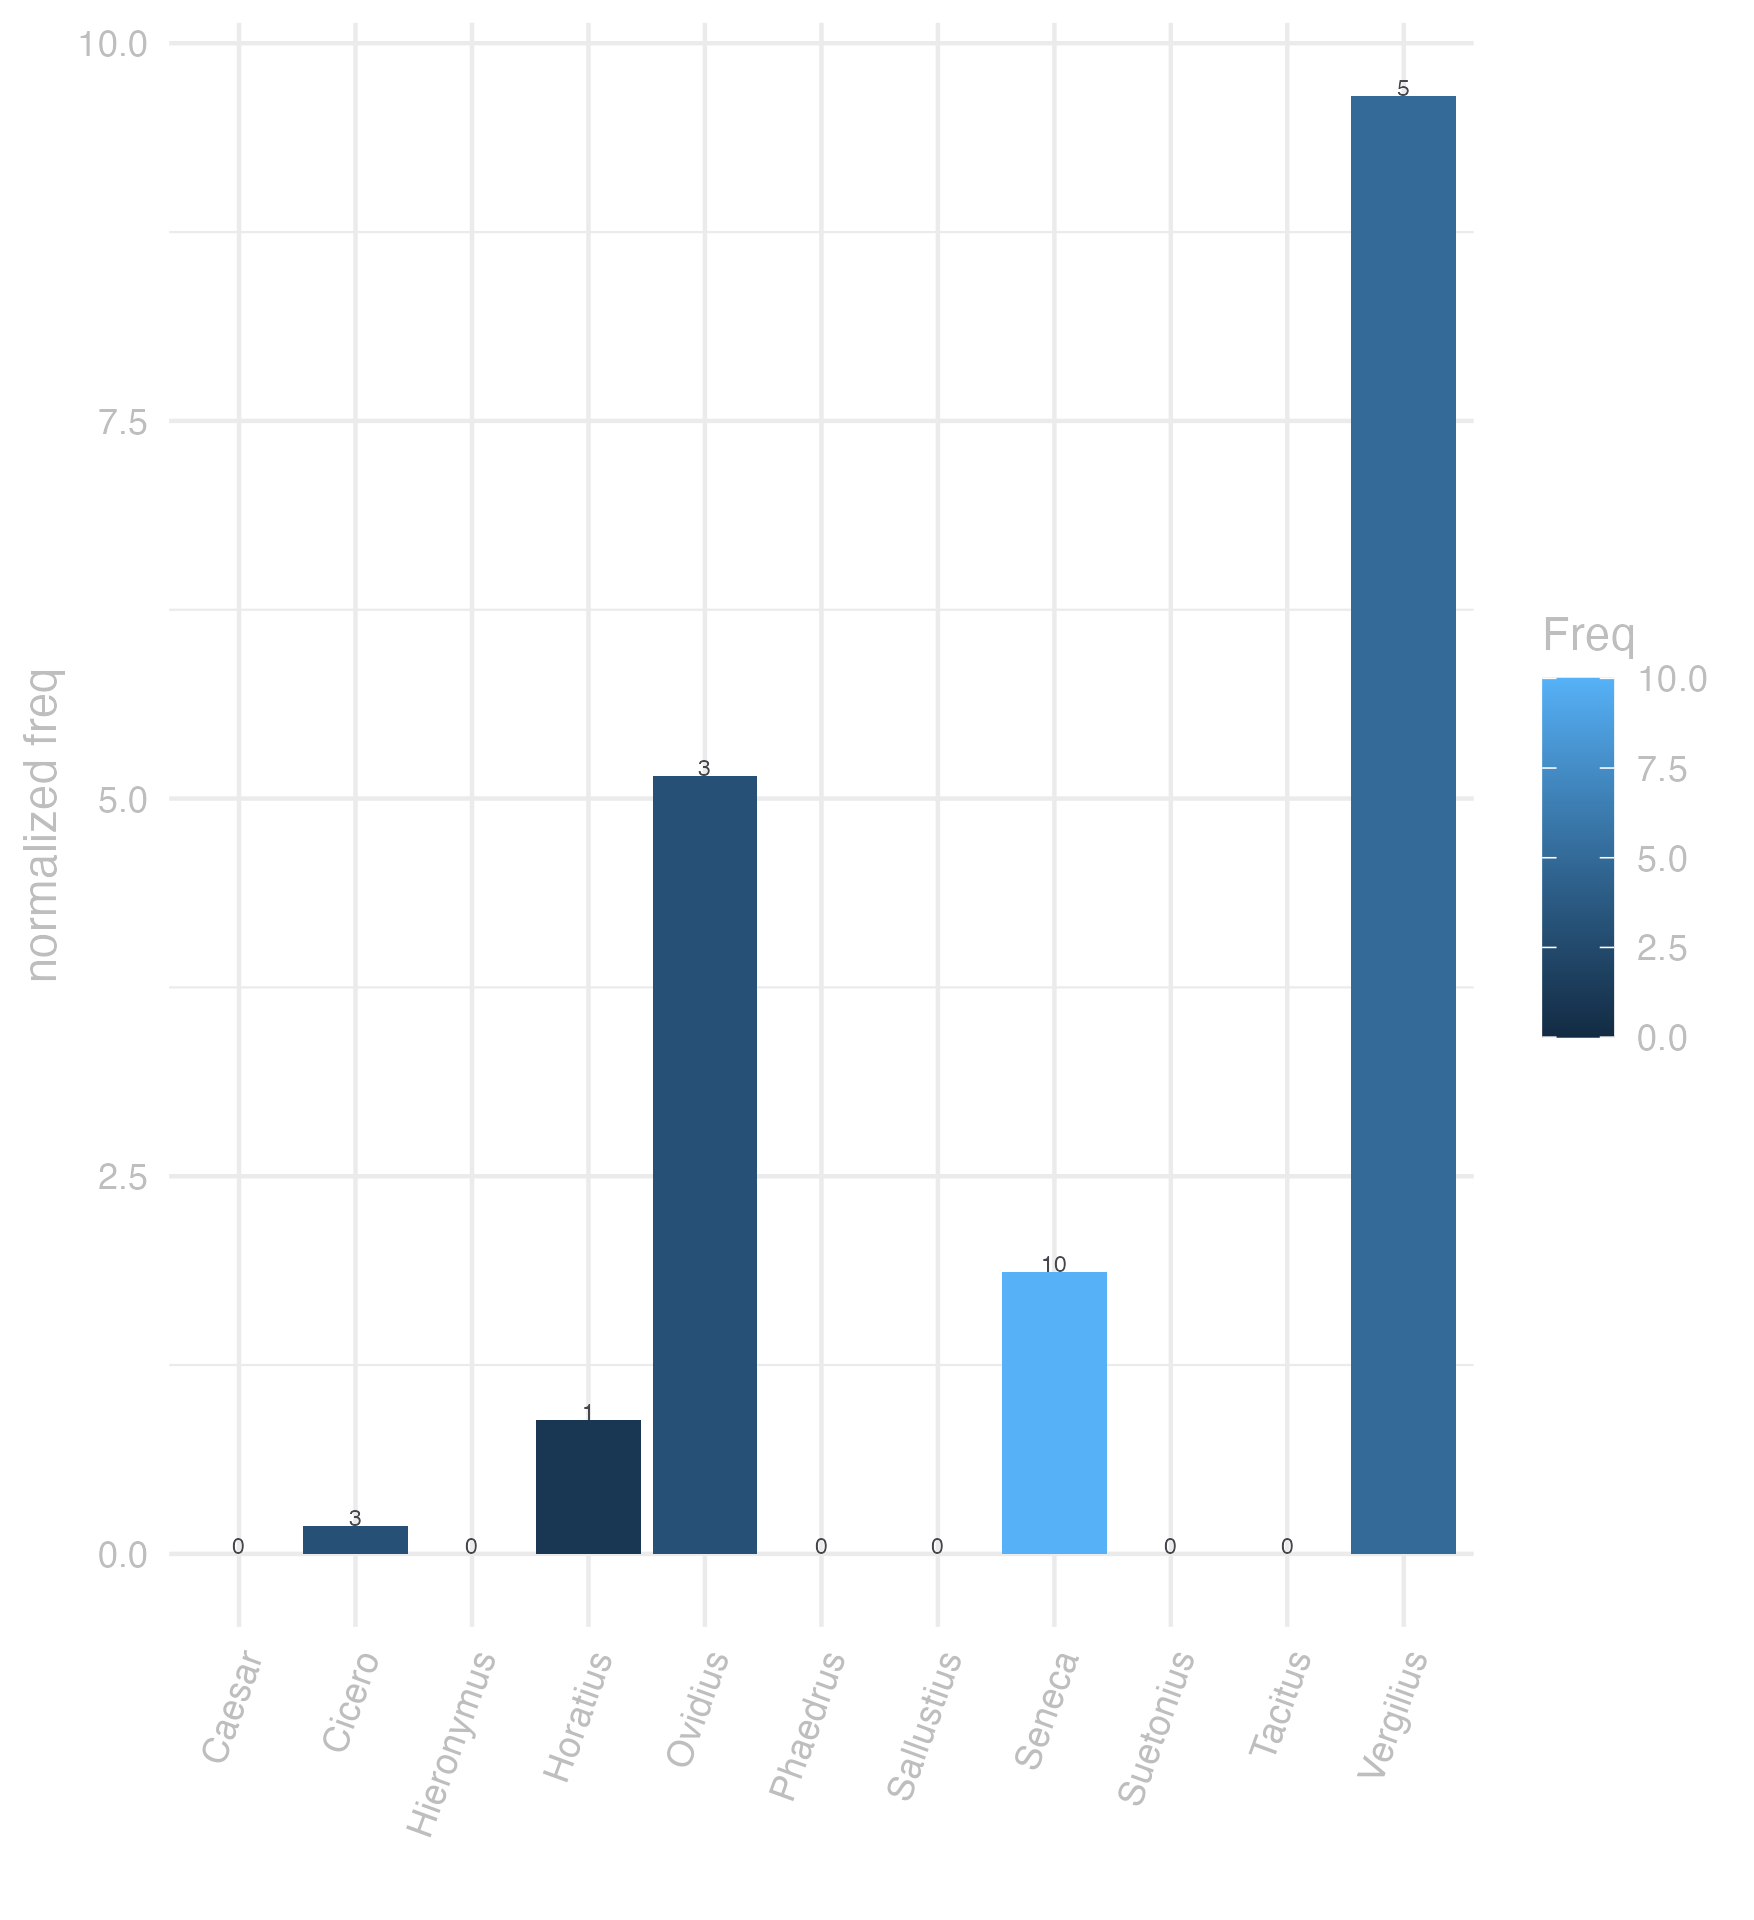 10.0
7.5
5.0
2.5
0.0
normalized freq
0
3
0
1
3
0
0
10
0
0
5
Caesar
Cicero
Hieronymus
Horatius
Ovidius
Phaedrus
Sallustius
Seneca
Suetonius
Tacitus
Vergilius
Freq
10.0
7.5
5.0
2.5
0.0